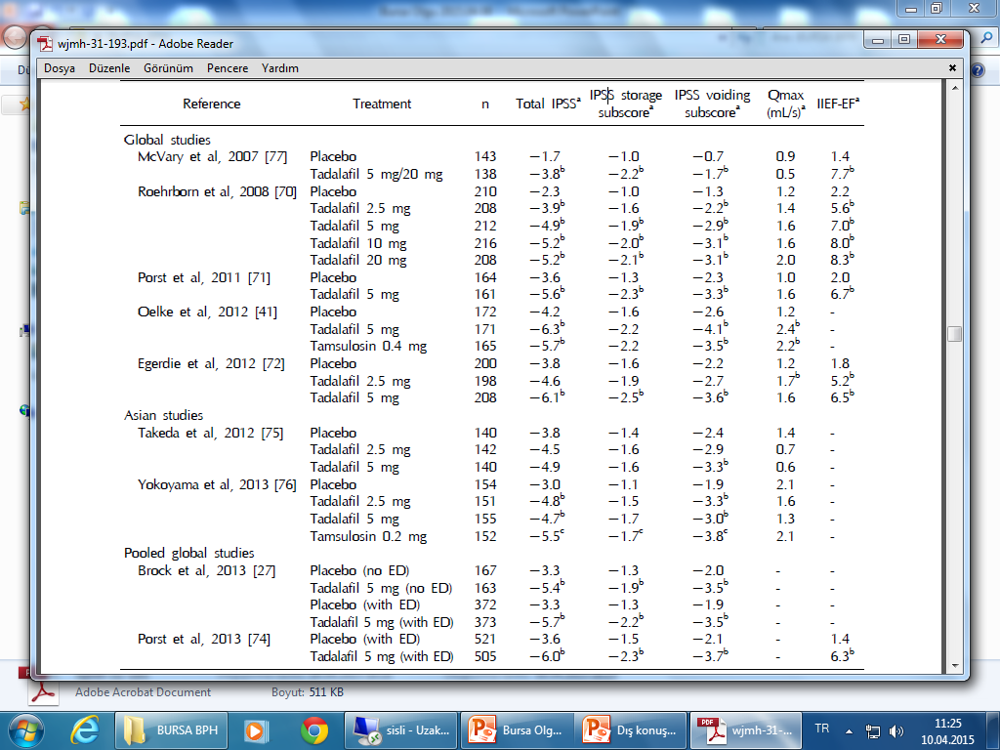 wjmh-31-193.pdf - Adobe Reader
Dosya Düzenle Görünüm Pencere Yardım
Reference Treatment n Total IPSSᵃ IPSS storage subscoreᵃ IPSS voiding subscoreᵃ Qmax (mL/s)ᵃ IIEF-EFᵃ
Global studies
McVary et al, 2007 [77] Placebo 143 −1.7 −1.0 −0.7 0.9 1.4
Tadalafil 5 mg/20 mg 138 −3.8ᵇ −2.2ᵇ −1.7ᵇ 0.5 7.7ᵇ
Roehrborn et al, 2008 [70] Placebo 210 −2.3 −1.0 −1.3 1.2 2.2
Tadalafil 2.5 mg 208 −3.9ᵇ −1.6 −2.2ᵇ 1.4 5.6ᵇ
Tadalafil 5 mg 212 −4.9ᵇ −1.9ᵇ −2.9ᵇ 1.6 7.0ᵇ
Tadalafil 10 mg 216 −5.2ᵇ −2.0ᵇ −3.1ᵇ 1.6 8.0ᵇ
Tadalafil 20 mg 208 −5.2ᵇ −2.1ᵇ −3.1ᵇ 2.0 8.3ᵇ
Porst et al, 2011 [71] Placebo 164 −3.6 −1.3 −2.3 1.0 2.0
Tadalafil 5 mg 161 −5.6ᵇ −2.3ᵇ −3.3ᵇ 1.6 6.7ᵇ
Oelke et al, 2012 [41] Placebo 172 −4.2 −1.6 −2.6 1.2 -
Tadalafil 5 mg 171 −6.3ᵇ −2.2 −4.1ᵇ 2.4ᵇ -
Tamsulosin 0.4 mg 165 −5.7ᵇ −2.2 −3.5ᵇ 2.2ᵇ -
Egerdie et al, 2012 [72] Placebo 200 −3.8 −1.6 −2.2 1.2 1.8
Tadalafil 2.5 mg 198 −4.6 −1.9 −2.7 1.7ᵇ 5.2ᵇ
Tadalafil 5 mg 208 −6.1ᵇ −2.5ᵇ −3.6ᵇ 1.6 6.5ᵇ
Asian studies
Takeda et al, 2012 [75] Placebo 140 −3.8 −1.4 −2.4 1.4 -
Tadalafil 2.5 mg 142 −4.5 −1.6 −2.9 0.7 -
Tadalafil 5 mg 140 −4.9 −1.6 −3.3ᵇ 0.6 -
Yokoyama et al, 2013 [76] Placebo 154 −3.0 −1.1 −1.9 2.1 -
Tadalafil 2.5 mg 151 −4.8ᵇ −1.5 −3.3ᵇ 1.6 -
Tadalafil 5 mg 155 −4.7ᵇ −1.7 −3.0ᵇ 1.3 -
Tamsulosin 0.2 mg 152 −5.5ᶜ −1.7ᶜ −3.8ᶜ 2.1 -
Pooled global studies
Brock et al, 2013 [27] Placebo (no ED) 167 −3.3 −1.3 −2.0 - -
Tadalafil 5 mg (no ED) 163 −5.4ᵇ −1.9ᵇ −3.5ᵇ - -
Placebo (with ED) 372 −3.3 −1.3 −1.9 - -
Tadalafil 5 mg (with ED) 373 −5.7ᵇ −2.2ᵇ −3.5ᵇ - -
Porst et al, 2013 [74] Placebo (with ED) 521 −3.6 −1.5 −2.1 - 1.4
Tadalafil 5 mg (with ED) 505 −6.0ᵇ −2.3ᵇ −3.7ᵇ - 6.3ᵇ
Adobe Acrobat Document Boyut: 511 KB
BURSA BPH sisli - Uzak... Bursa Olg... Dış konuş... wjmh-31-... TR 11:25
10.04.2015